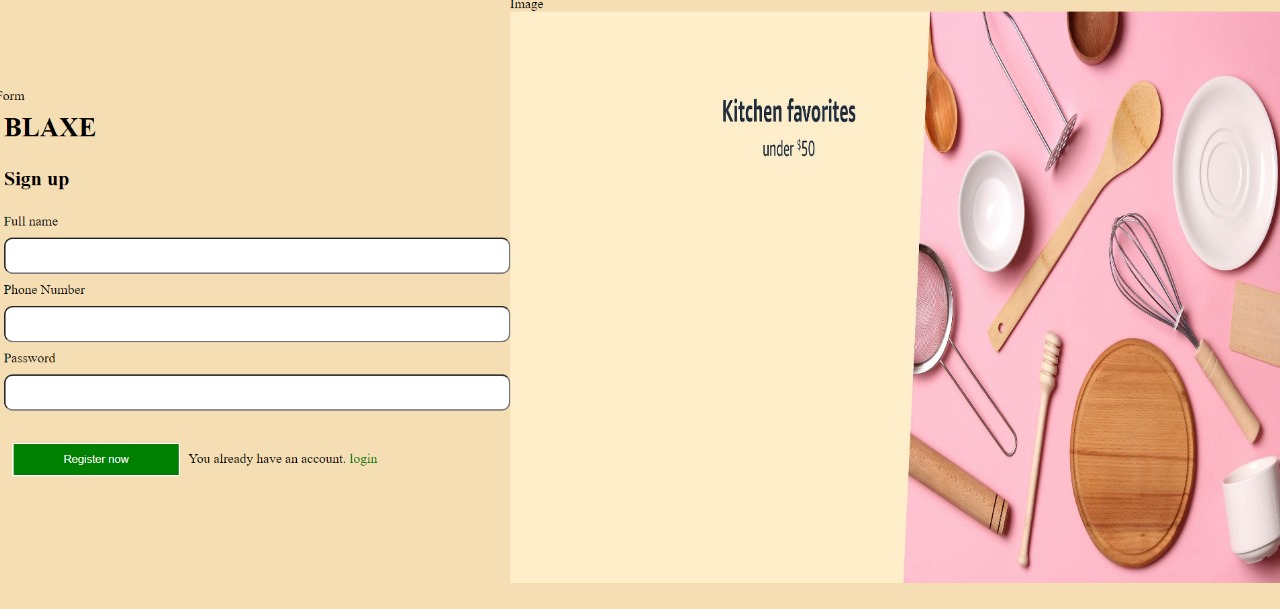 Image
Form
BLAXE
Sign up
Full name
Phone Number
Password
Register now
You already have an account. login
Kitchen favorites
under $50